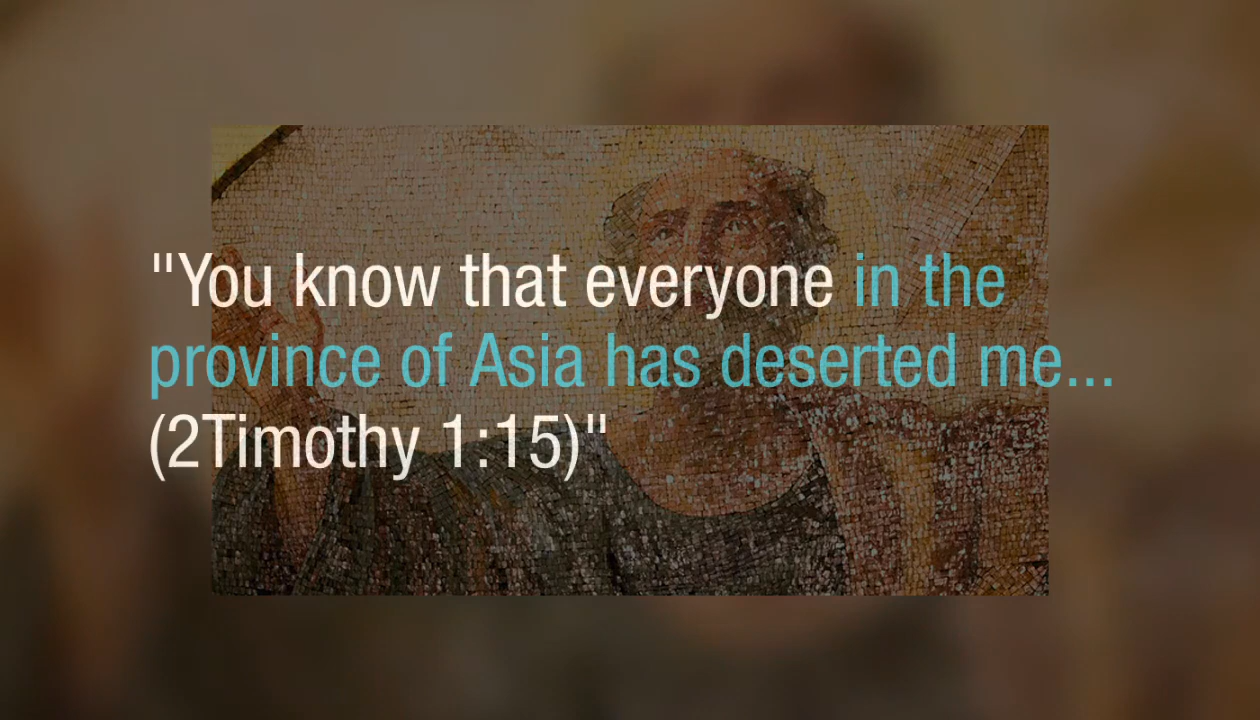 "You know that everyone in the
province of Asia has deserted me...
(2Timothy 1:15)"